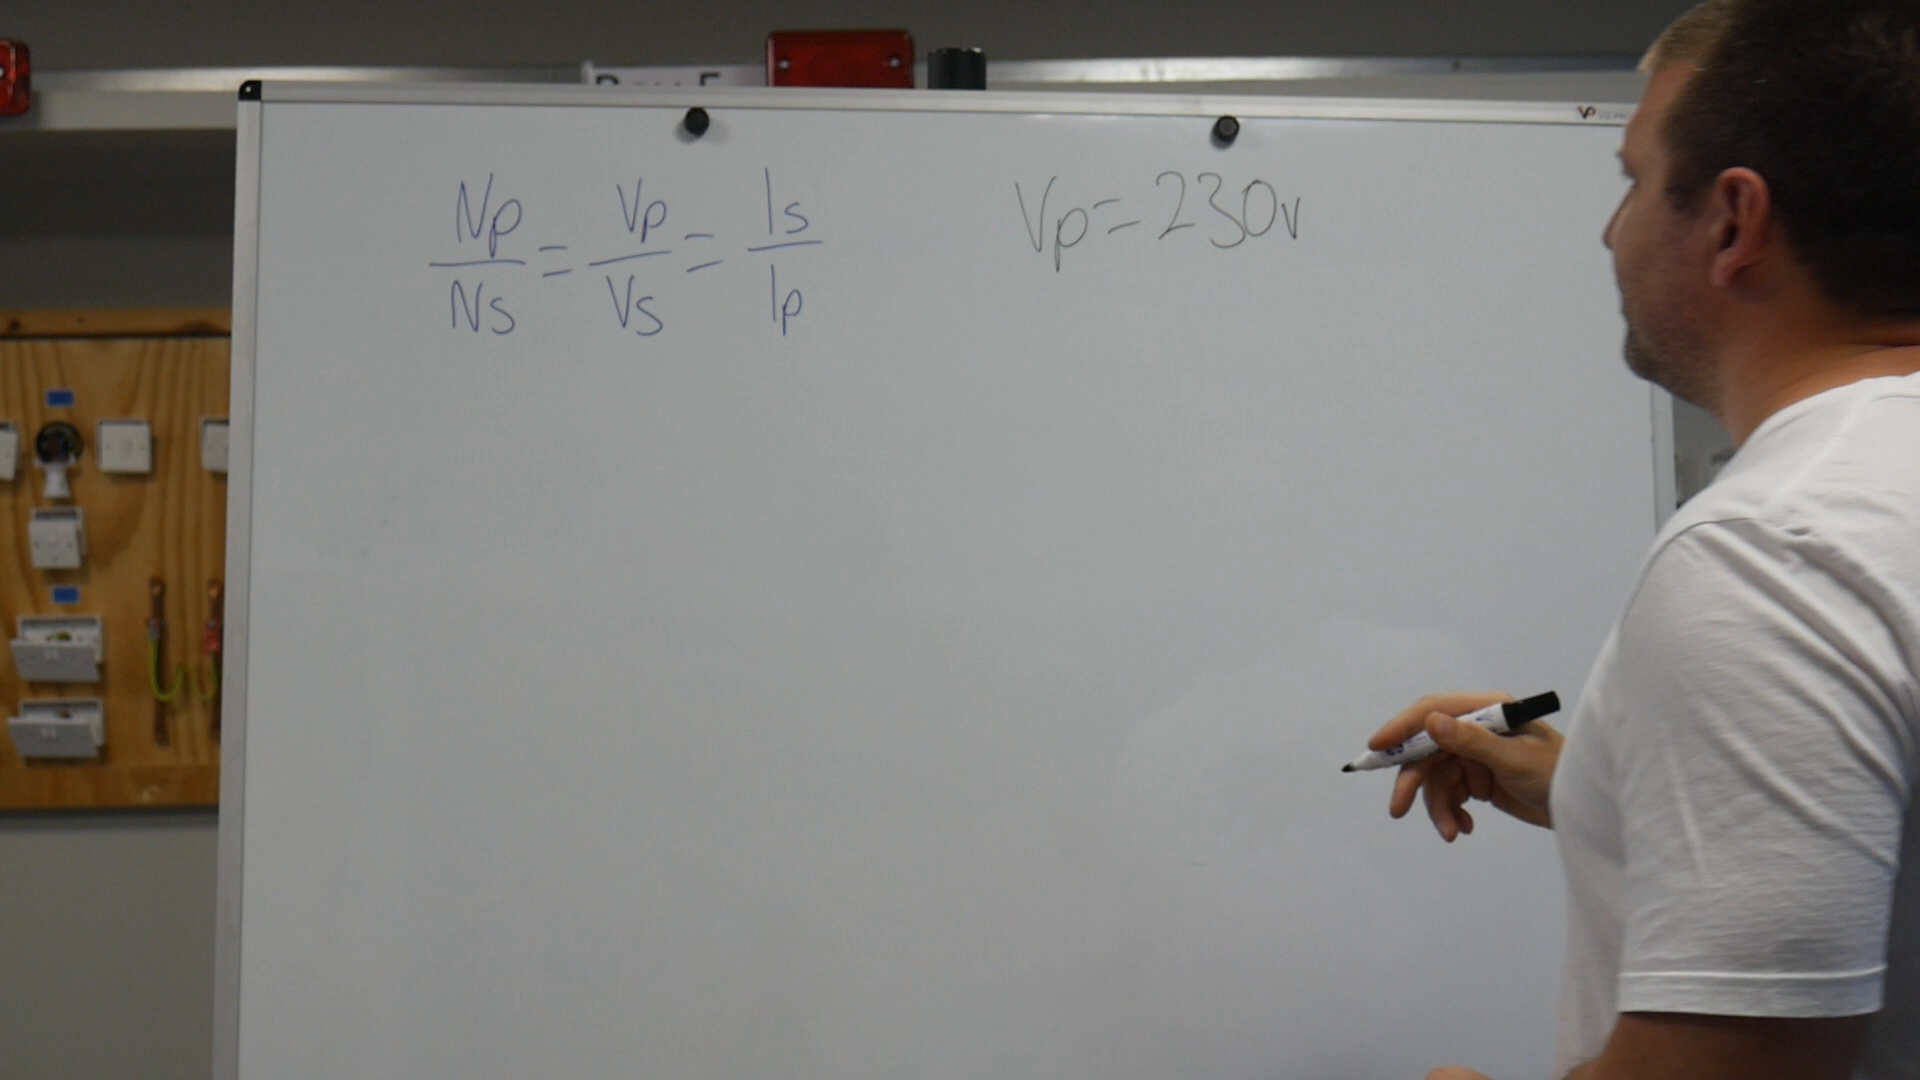 Np/Ns = Vp/Vs = Is/Ip
Vp=230v